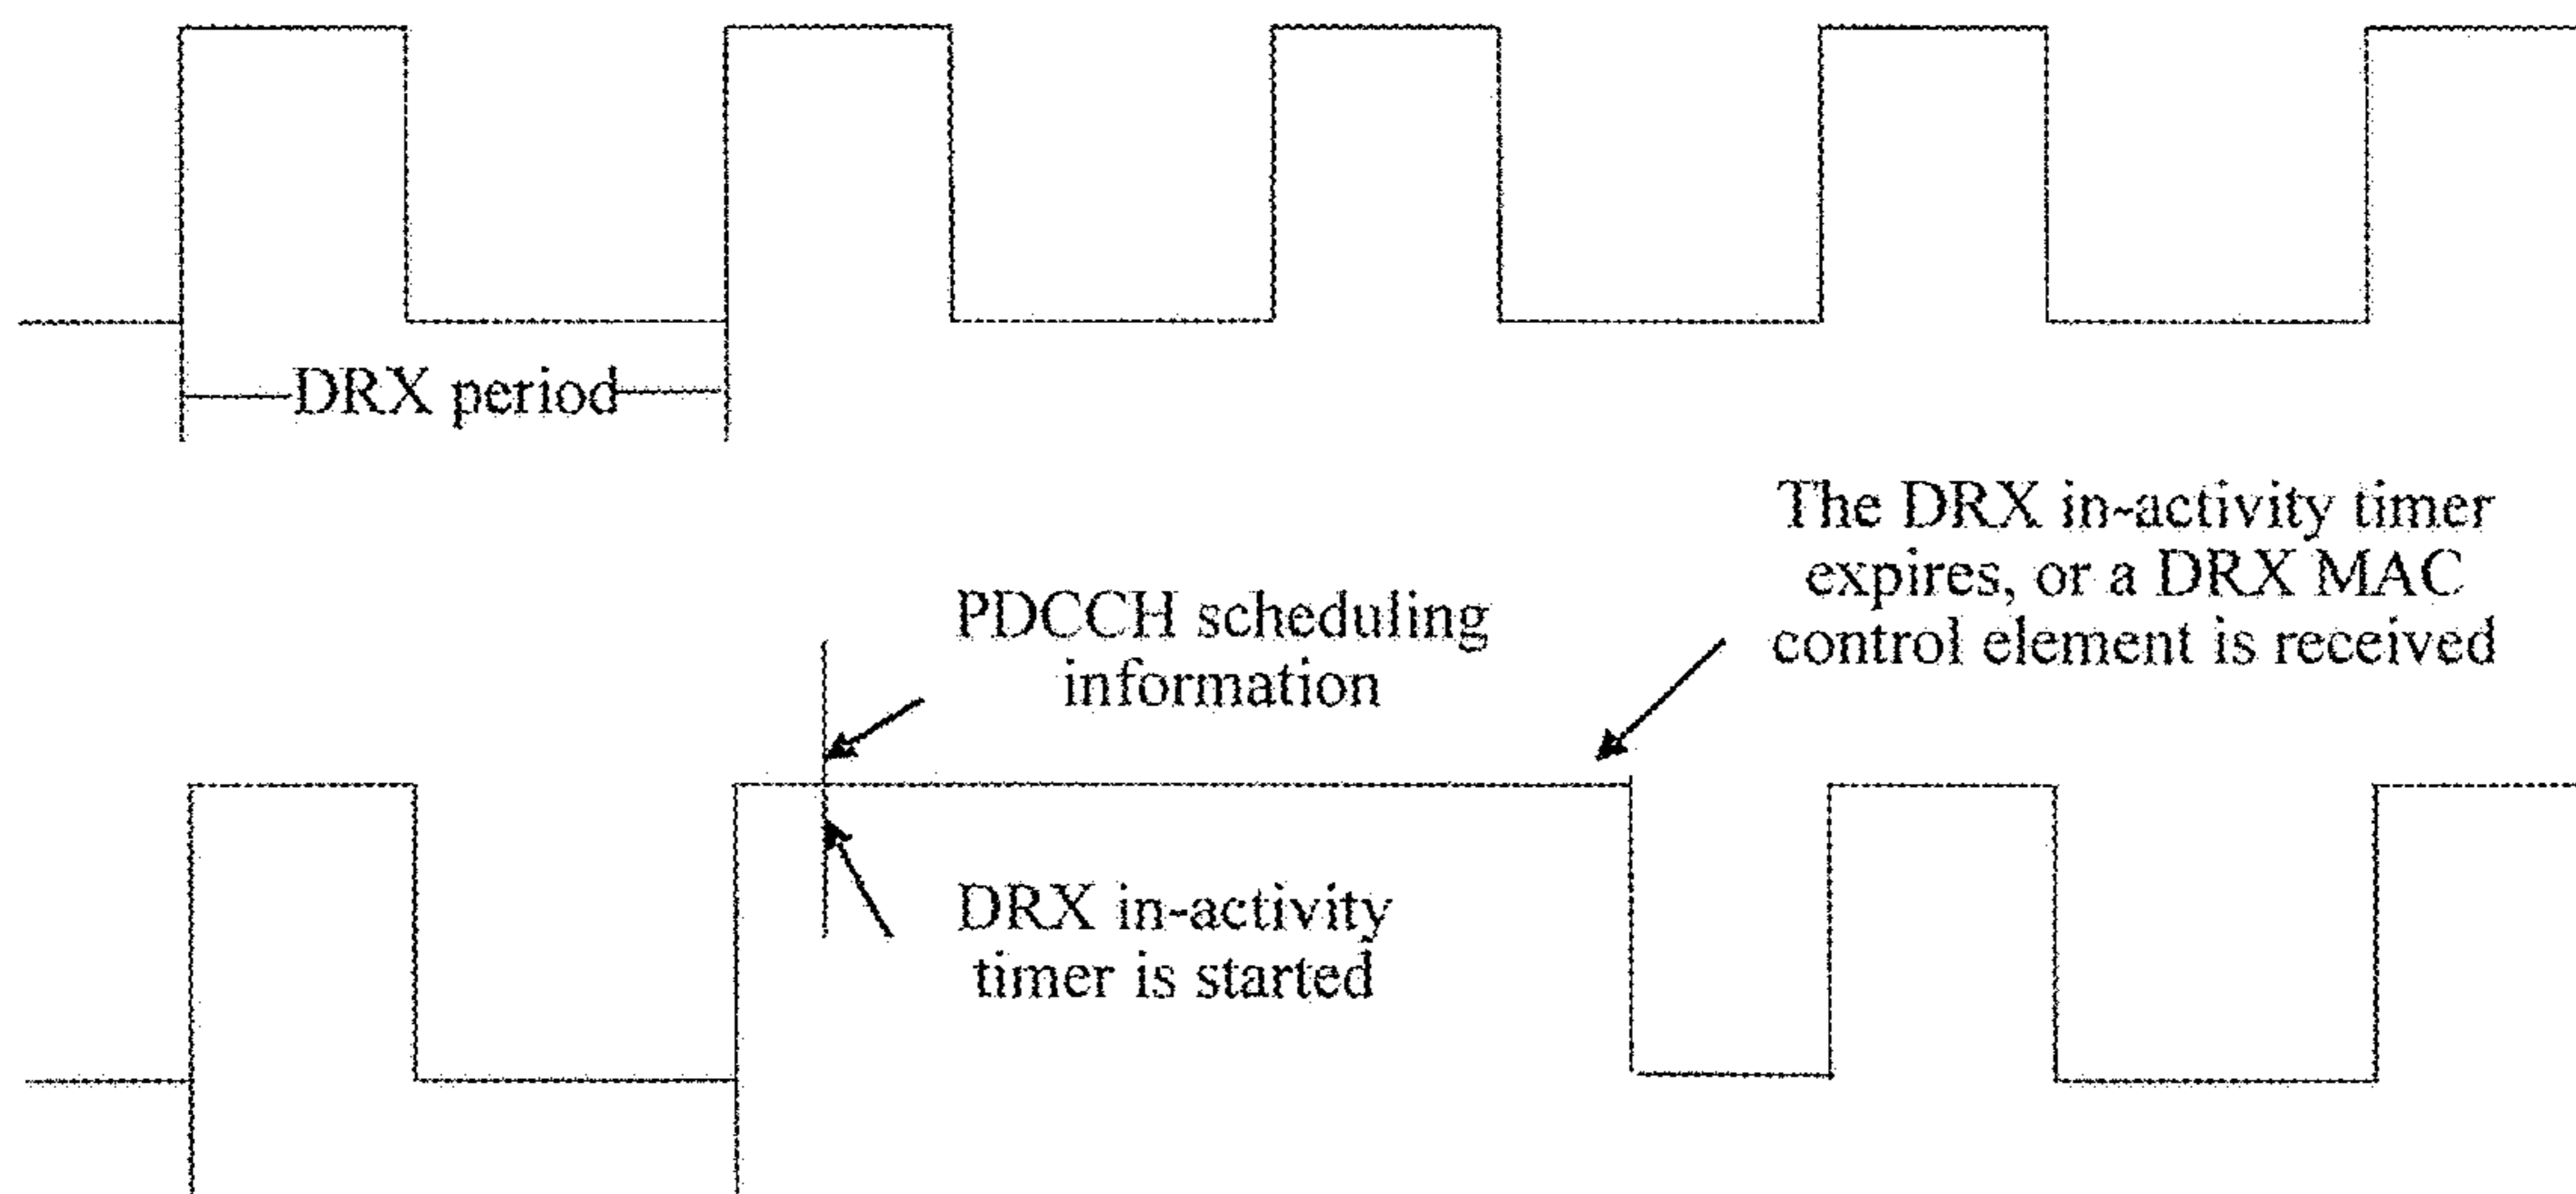 DRX period
The DRX in-activity timer
expires, or a DRX MAC
control element is received
PDCCH scheduling
information
DRX in-activity
timer is started